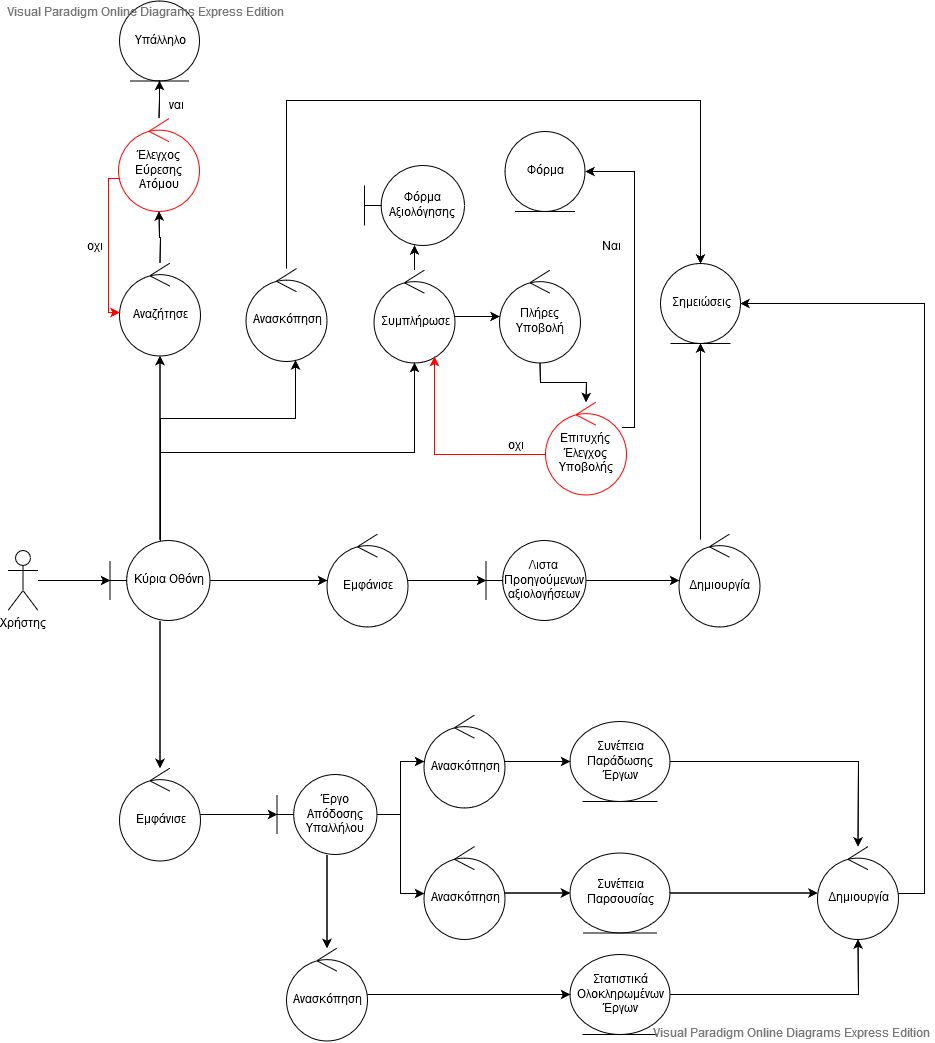 Visual Paradigm Online Diagrams Express Edition
Υπάλληλο
ναι
Έλεγχος
Εύρεσης
Ατόμου
οχι
Αναζήτησε
Ανασκόπηση
Φόρμα
Αξιολόγησης
Συμπλήρωσε
Φόρμα
Ναι
Πλήρες
Υποβολή
Σημειώσεις
Επιτυχής
Έλεγχος
Υποβολής
οχι
Χρήστης
Κύρια Οθόνη
Εμφάνισε
Λιστα
Προηγούμενων
αξιολογήσεων
Δημιουργία
Εμφάνισε
Έργο
Απόδοσης
Υπαλλήλου
Ανασκόπηση
Συνέπεια
Παράδωσης
Έργων
Ανασκόπηση
Συνέπεια
Παρσουσίας
Δημιουργία
Ανασκόπηση
Στατιστικά
Ολοκληρωμένων
Έργων
Visual Paradigm Online Diagrams Express Edition